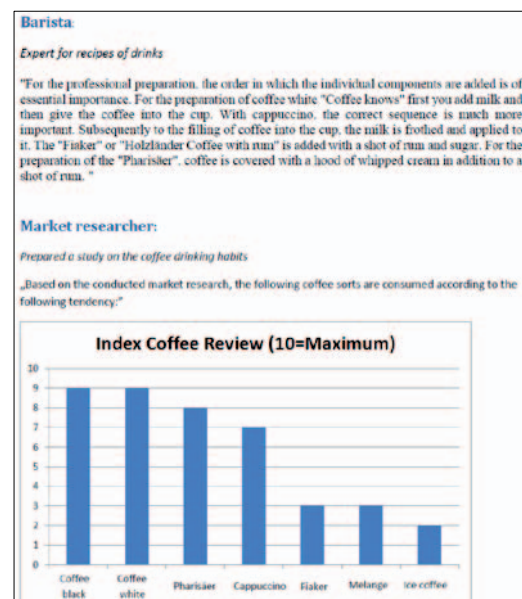 Barista:
Expert for recipes of drinks
"For the professional preparation, the order in which the individual components are added is of
essential importance. For the preparation of coffee white "Coffee knows" first you add milk and
then give the coffee into the cup. With cappuccino, the correct sequence is much more
important. Subsequently to the filling of coffee into the cup, the milk is frothed and applied to
it. The "Fiaker" or "Holzländer Coffee with rum" is added with a shot of rum and sugar. For the
preparation of the "Pharisäer", coffee is covered with a hood of whipped cream in addition to a
shot of rum. "
Market researcher:
Prepared a study on the coffee drinking habits
„Based on the conducted market research, the following coffee sorts are consumed according to the
following tendency:"
Index Coffee Review (10=Maximum)
10
9
8
7
6
5
4
3
2
1
0
Coffee black
Coffee white
Pharisäer
Cappuccino
Fiaker
Melange
Ice coffee